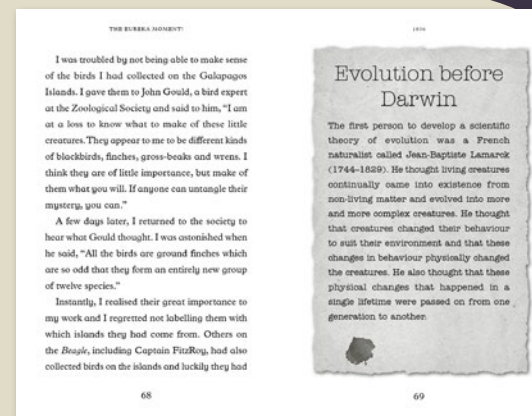 THE EUREKA MOMENT!
I was troubled by not being able to make sense
of the birds I had collected on the Galapagos
Islands. I gave them to John Gould, a bird expert
at the Zoological Society and said to him, “I am
at a loss to know what to make of these little
creatures. They appear to me to be different kinds
of blackbirds, finches, gross-beaks and wrens. I
think they are of little importance, but make of
them what you will. If anyone can untangle their
mystery, you can.”
A few days later, I returned to the society to
hear what Gould thought. I was astonished when
he said, “All the birds are ground finches which
are so odd that they form an entirely new group
of twelve species.”
Instantly, I realised their great importance to
my work and I regretted not labelling them with
which islands they had come from. Others on
the Beagle, including Captain FitzRoy, had also
collected birds on the islands and luckily they had
68
Evolution before
Darwin
The first person to develop a scientific
theory of evolution was a French
naturalist called Jean-Baptiste Lamarck
(1744–1829). He thought living creatures
continually came into existence from
non-living matter and evolved into more
and more complex creatures. He thought
that creatures changed their behaviour
to suit their environment and that these
changes in behaviour physically changed
the creatures. He also thought that these
physical changes that happened in a
single lifetime were passed on from one
generation to another.
69